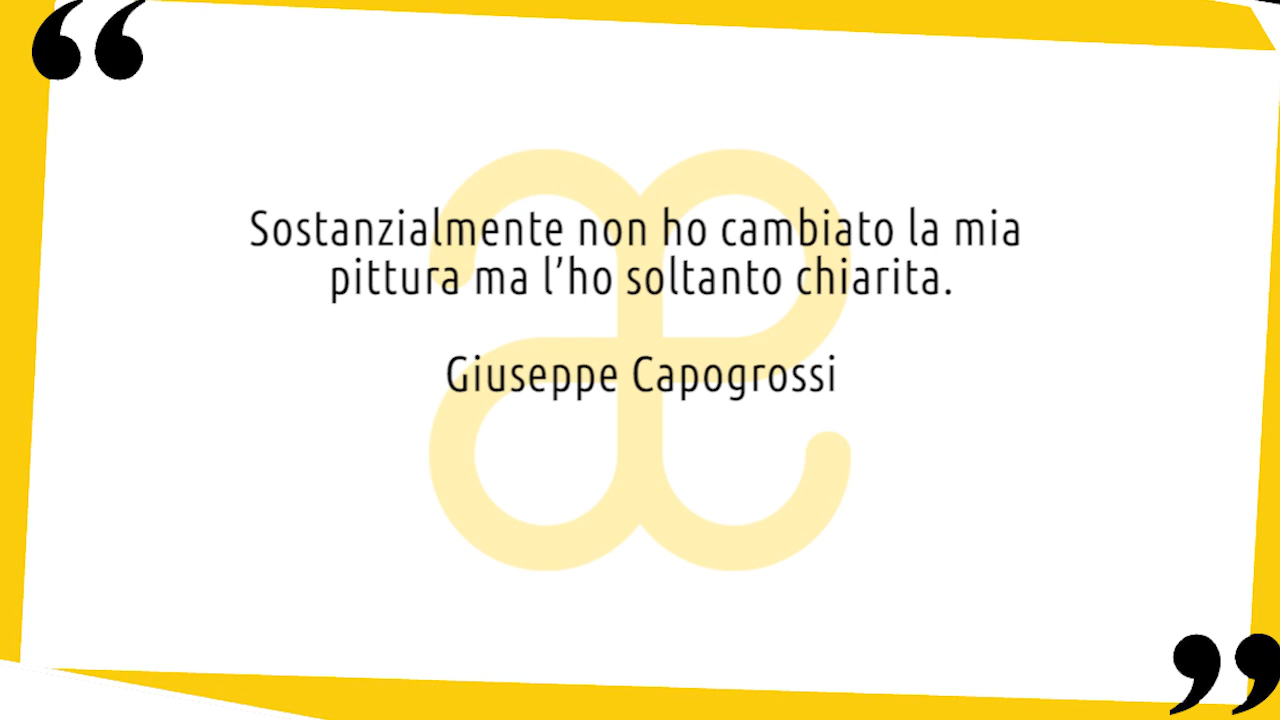 “
Sostanzialmente non ho cambiato la mia
pittura ma l’ho soltanto chiarita.
Giuseppe Capogrossi
”